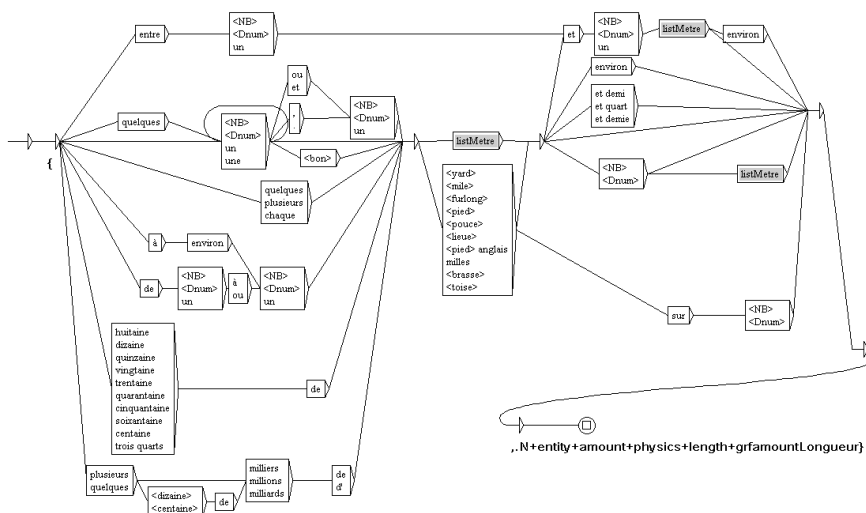 entre
<NB>
<Dnum>
un
et
<NB>
<Dnum>
un
listMetre
environ
quelques
<NB>
<Dnum>
un
une
ou
et
,
<NB>
<Dnum>
un
<bon>
environ
et demi
et quart
et demie
{
quelques
plusieurs
chaque
listMetre
<NB>
<Dnum>
listMetre
<yard>
<mile>
<furlong>
<pied>
<pouce>
<lieue>
<pied> anglais
milles
<brasse>
<toise>
à
environ
de
<NB>
<Dnum>
un
à
ou
<NB>
<Dnum>
un
sur
<NB>
<Dnum>
huitaine
dizaine
quinzaine
vingtaine
trentaine
quarantaine
cinquantaine
soixantaine
centaine
trois quarts
de
plusieurs
quelques
<dizaine>
<centaine>
de
milliers
millions
milliards
de
d'
,.N+entity+amount+physics+length+grfamountLongueur}